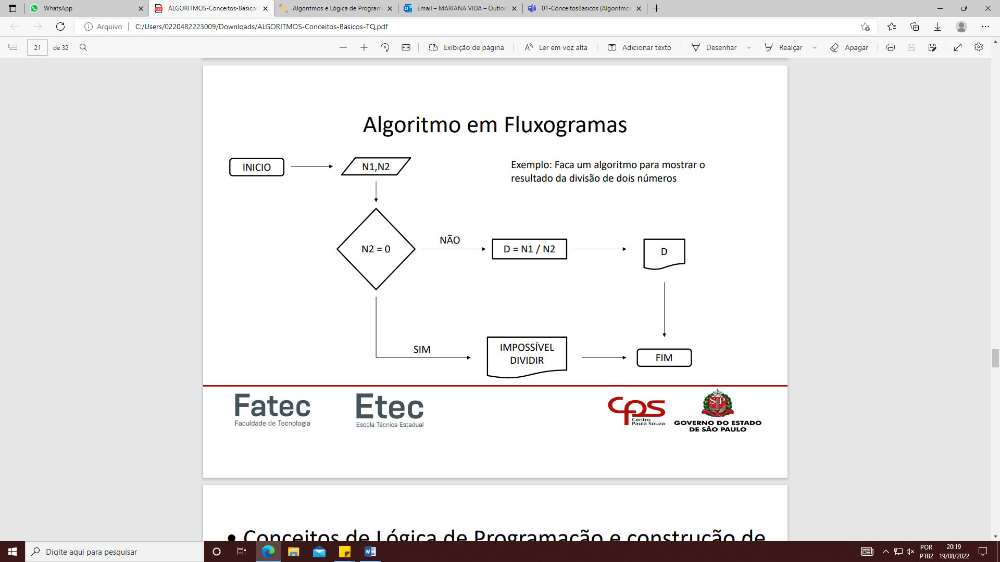 WhatsApp
ALGORITMOS-Conceitos-Basicos
Algoritmos e Lógica de Program
Email – MARIANA VIDA – Outloo
01-ConceitosBasicos (Algoritmos
Arquivo
C:/Users/0220482223009/Downloads/ALGORITMOS-Conceitos-Basicos-TQ.pdf
21
de 32
Exibição de página
Ler em voz alta
Adicionar texto
Desenhar
Realçar
Apagar
Algoritmo em Fluxogramas
INICIO
N1,N2
Exemplo: Faca um algoritmo para mostrar o
resultado da divisão de dois números
N2 = 0
NÃO
D = N1 / N2
D
SIM
IMPOSSÍVEL
DIVIDIR
FIM
Fatec
Faculdade de Tecnologia
Etec
Escola Técnica Estadual
cps
Centro
Paula Souza
SP
GOVERNO DO ESTADO
DE SÃO PAULO
• Conceitos de Lógica de Programação e construção de
Digite aqui para pesquisar
POR
PTB2
20:19
19/08/2022